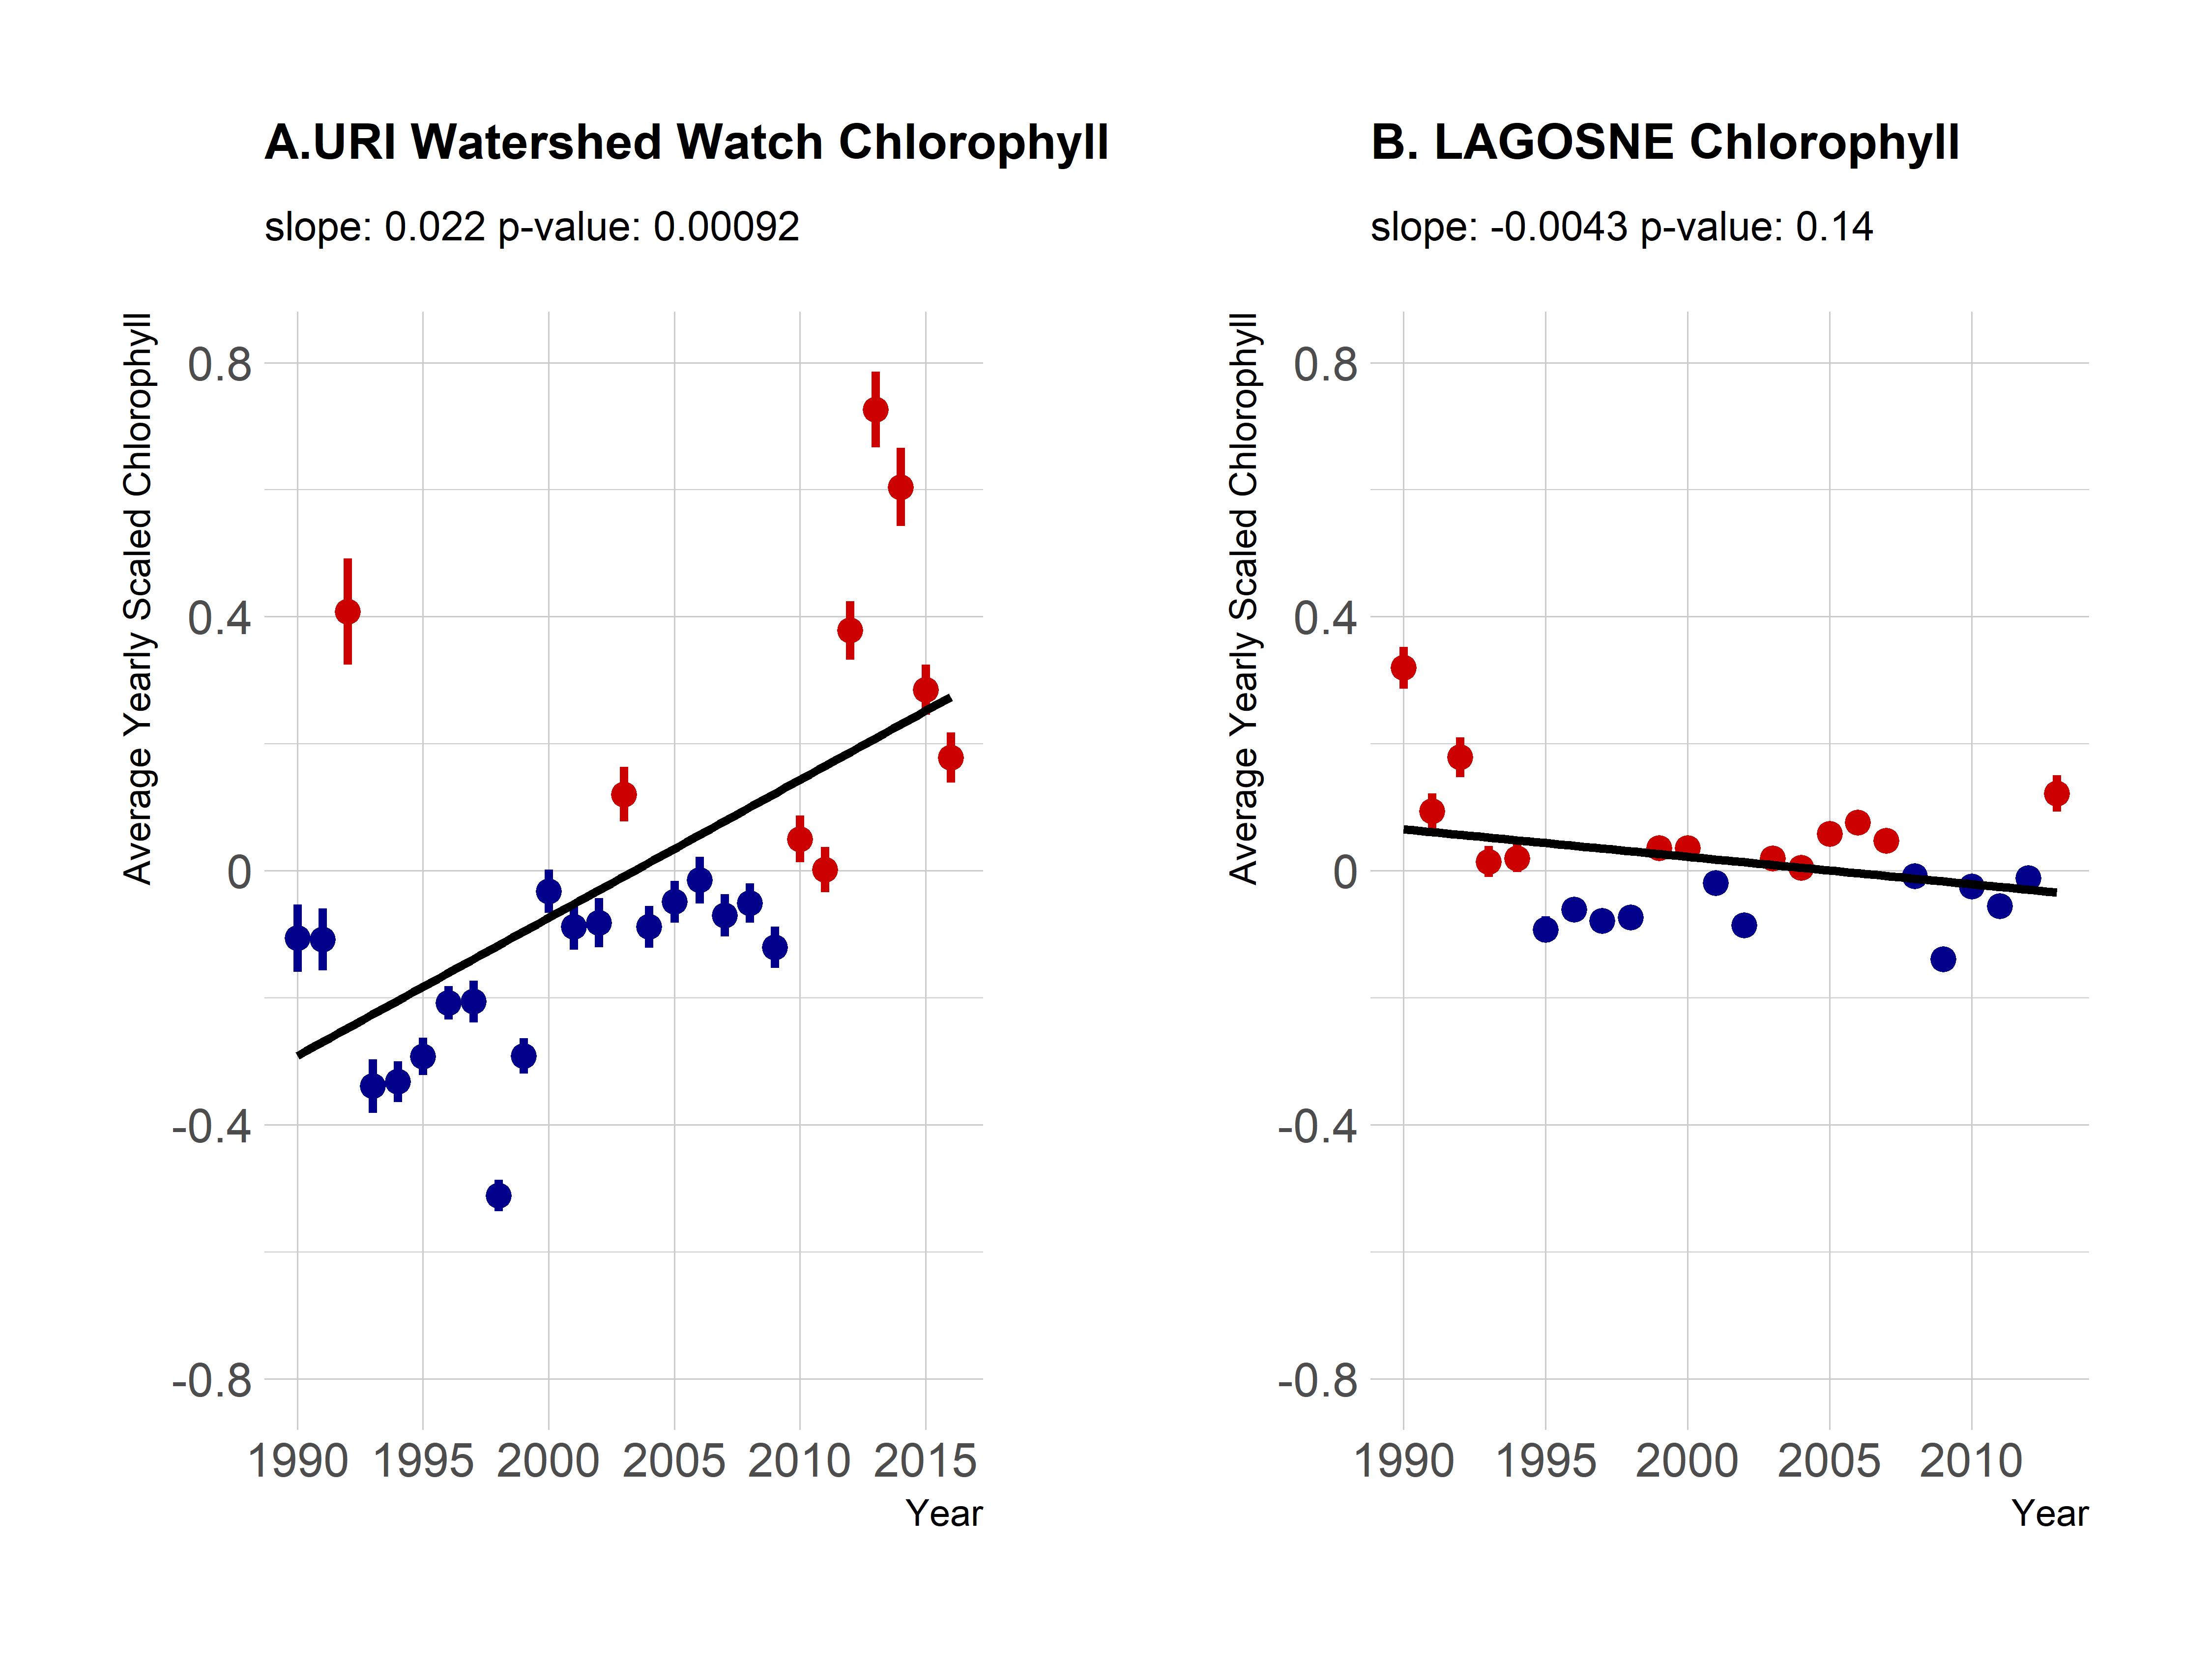 A.URI Watershed Watch Chlorophyll
slope: 0.022 p-value: 0.00092
Average Yearly Scaled Chlorophyll
0.8
0.4
0
-0.4
-0.8
1990 1995 2000 2005 2010 2015
Year
B. LAGOSNE Chlorophyll
slope: -0.0043 p-value: 0.14
Average Yearly Scaled Chlorophyll
0.8
0.4
0
-0.4
-0.8
1990 1995 2000 2005 2010
Year